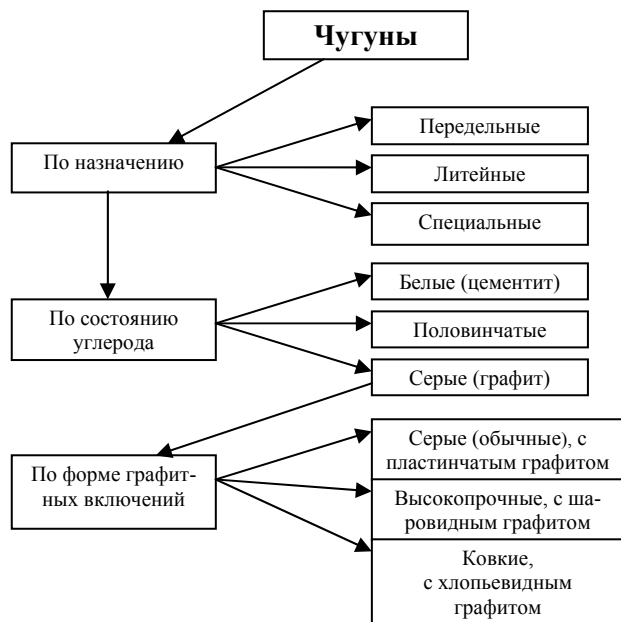 Чугуны
Передельные
По назначению
Литейные
Специальные
Белые (цементит)
По состоянию
углерода
Половинчатые
Серые (графит)
Серые (обычные), с
пластинчатым графитом
По форме графит-
ных включений
Высокопрочные, с ша-
ровидным графитом
Ковкие,
с хлопьевидным
графитом